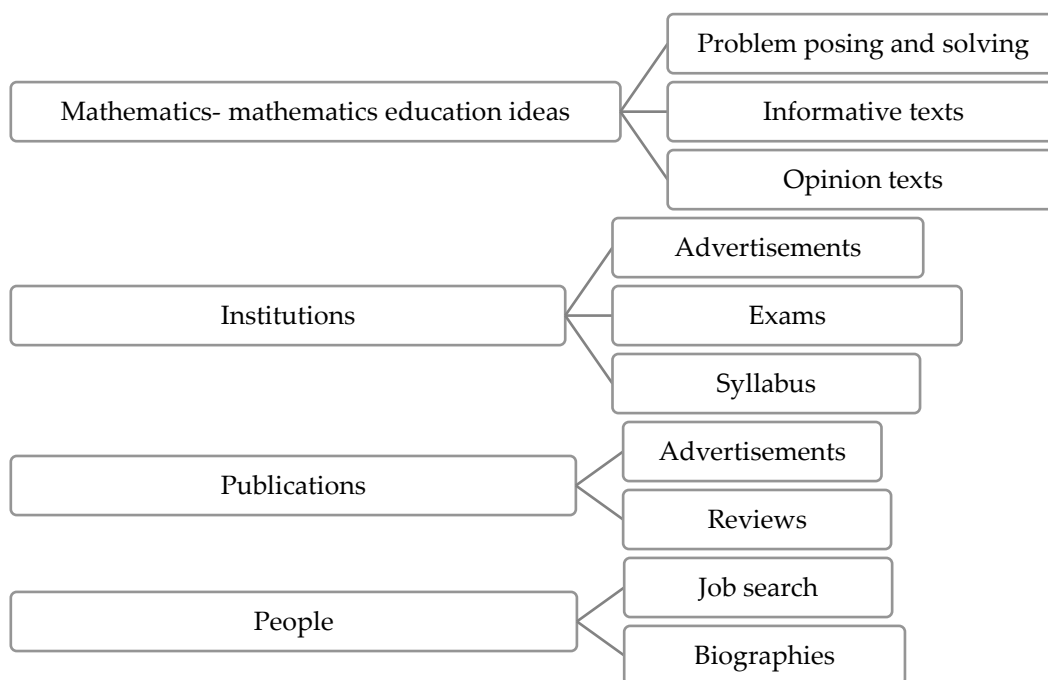 Mathematics- mathematics education ideas
Problem posing and solving
Informative texts
Opinion texts
Institutions
Advertisements
Exams
Syllabus
Publications
Advertisements
Reviews
People
Job search
Biographies